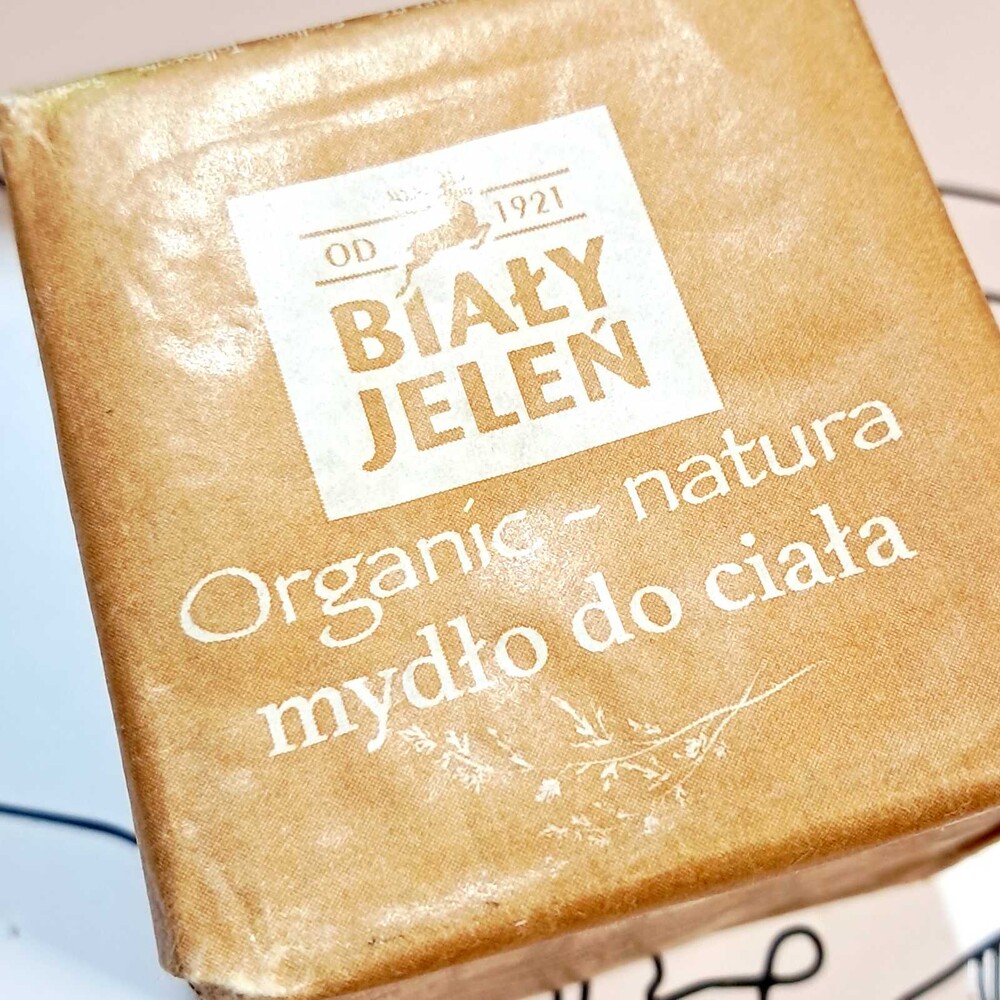 OD 1921
BIAŁY
JELEŃ
Organic - natura
mydło do ciała